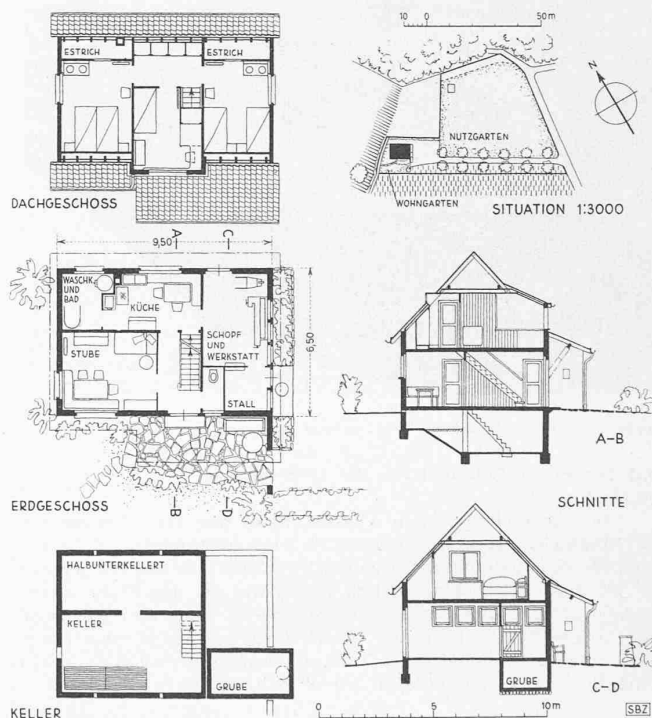 ESTRICH
ESTRICH
DACHGESCHOSS
10 0 50 m
N
NUTZGARTEN
WOHNGARTEN
SITUATION 1:3000
A
C
9,50
WASCHK.
UND
BAD
KÜCHE
STUBE
SCHOPF
UND
WERKSTATT
STALL
6,50
B
D
ERDGESCHOSS
A-B
SCHNITTE
HALBUNTERKELLERT
KELLER
GRUBE
KELLER
GRUBE
C-D
0 5 10 m
SBZ